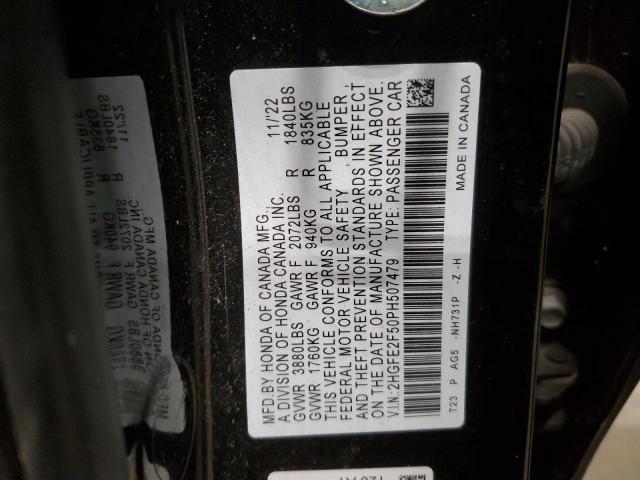 MFD.BY HONDA OF CANADA MFG., 11/'22
A DIVISION OF HONDA CANADA INC.
GVWR 3880LBS GAWR F 2072LBS R 1840LBS
GVWR 1760KG GAWR F 940KG R 835KG
THIS VEHICLE CONFORMS TO ALL APPLICABLE
FEDERAL MOTOR VEHICLE SAFETY , BUMPER ,
AND THEFT PREVENTION STANDARDS IN EFFECT
ON THE DATE OF MANUFACTURE SHOWN ABOVE.
V.I.N.:2HGFE2F50PH507479 TYPE: PASSENGER CAR
T23 P AG5 -NH731P -Z -H MADE IN CANADA